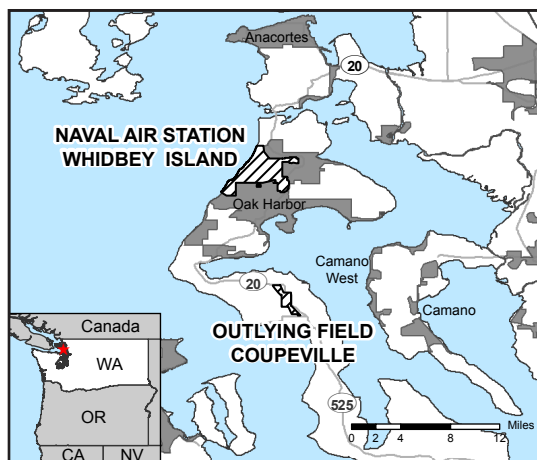 Anacortes
20
NAVAL AIR STATION
WHIDBEY ISLAND
Oak Harbor
Camano
West
20
Camano
OUTLYING FIELD
COUPEVILLE
Canada
WA
OR
CA
NV
525
Miles
0 2 4 8 12